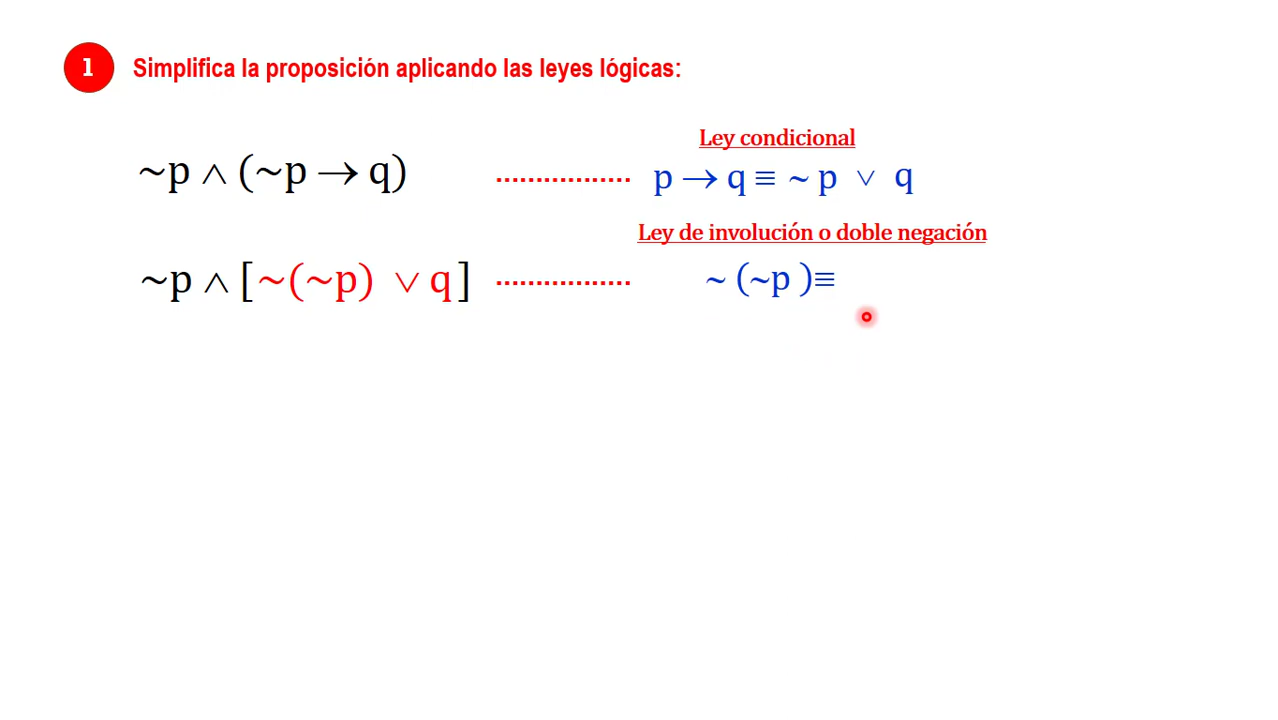 1 Simplifica la proposición aplicando las leyes lógicas:
Ley condicional
~p ∧ (~p → q) ................. p → q ≡ ~ p ∨ q
Ley de involución o doble negación
~p ∧ [~(~p) ∨ q] ................. ~ (~p )≡